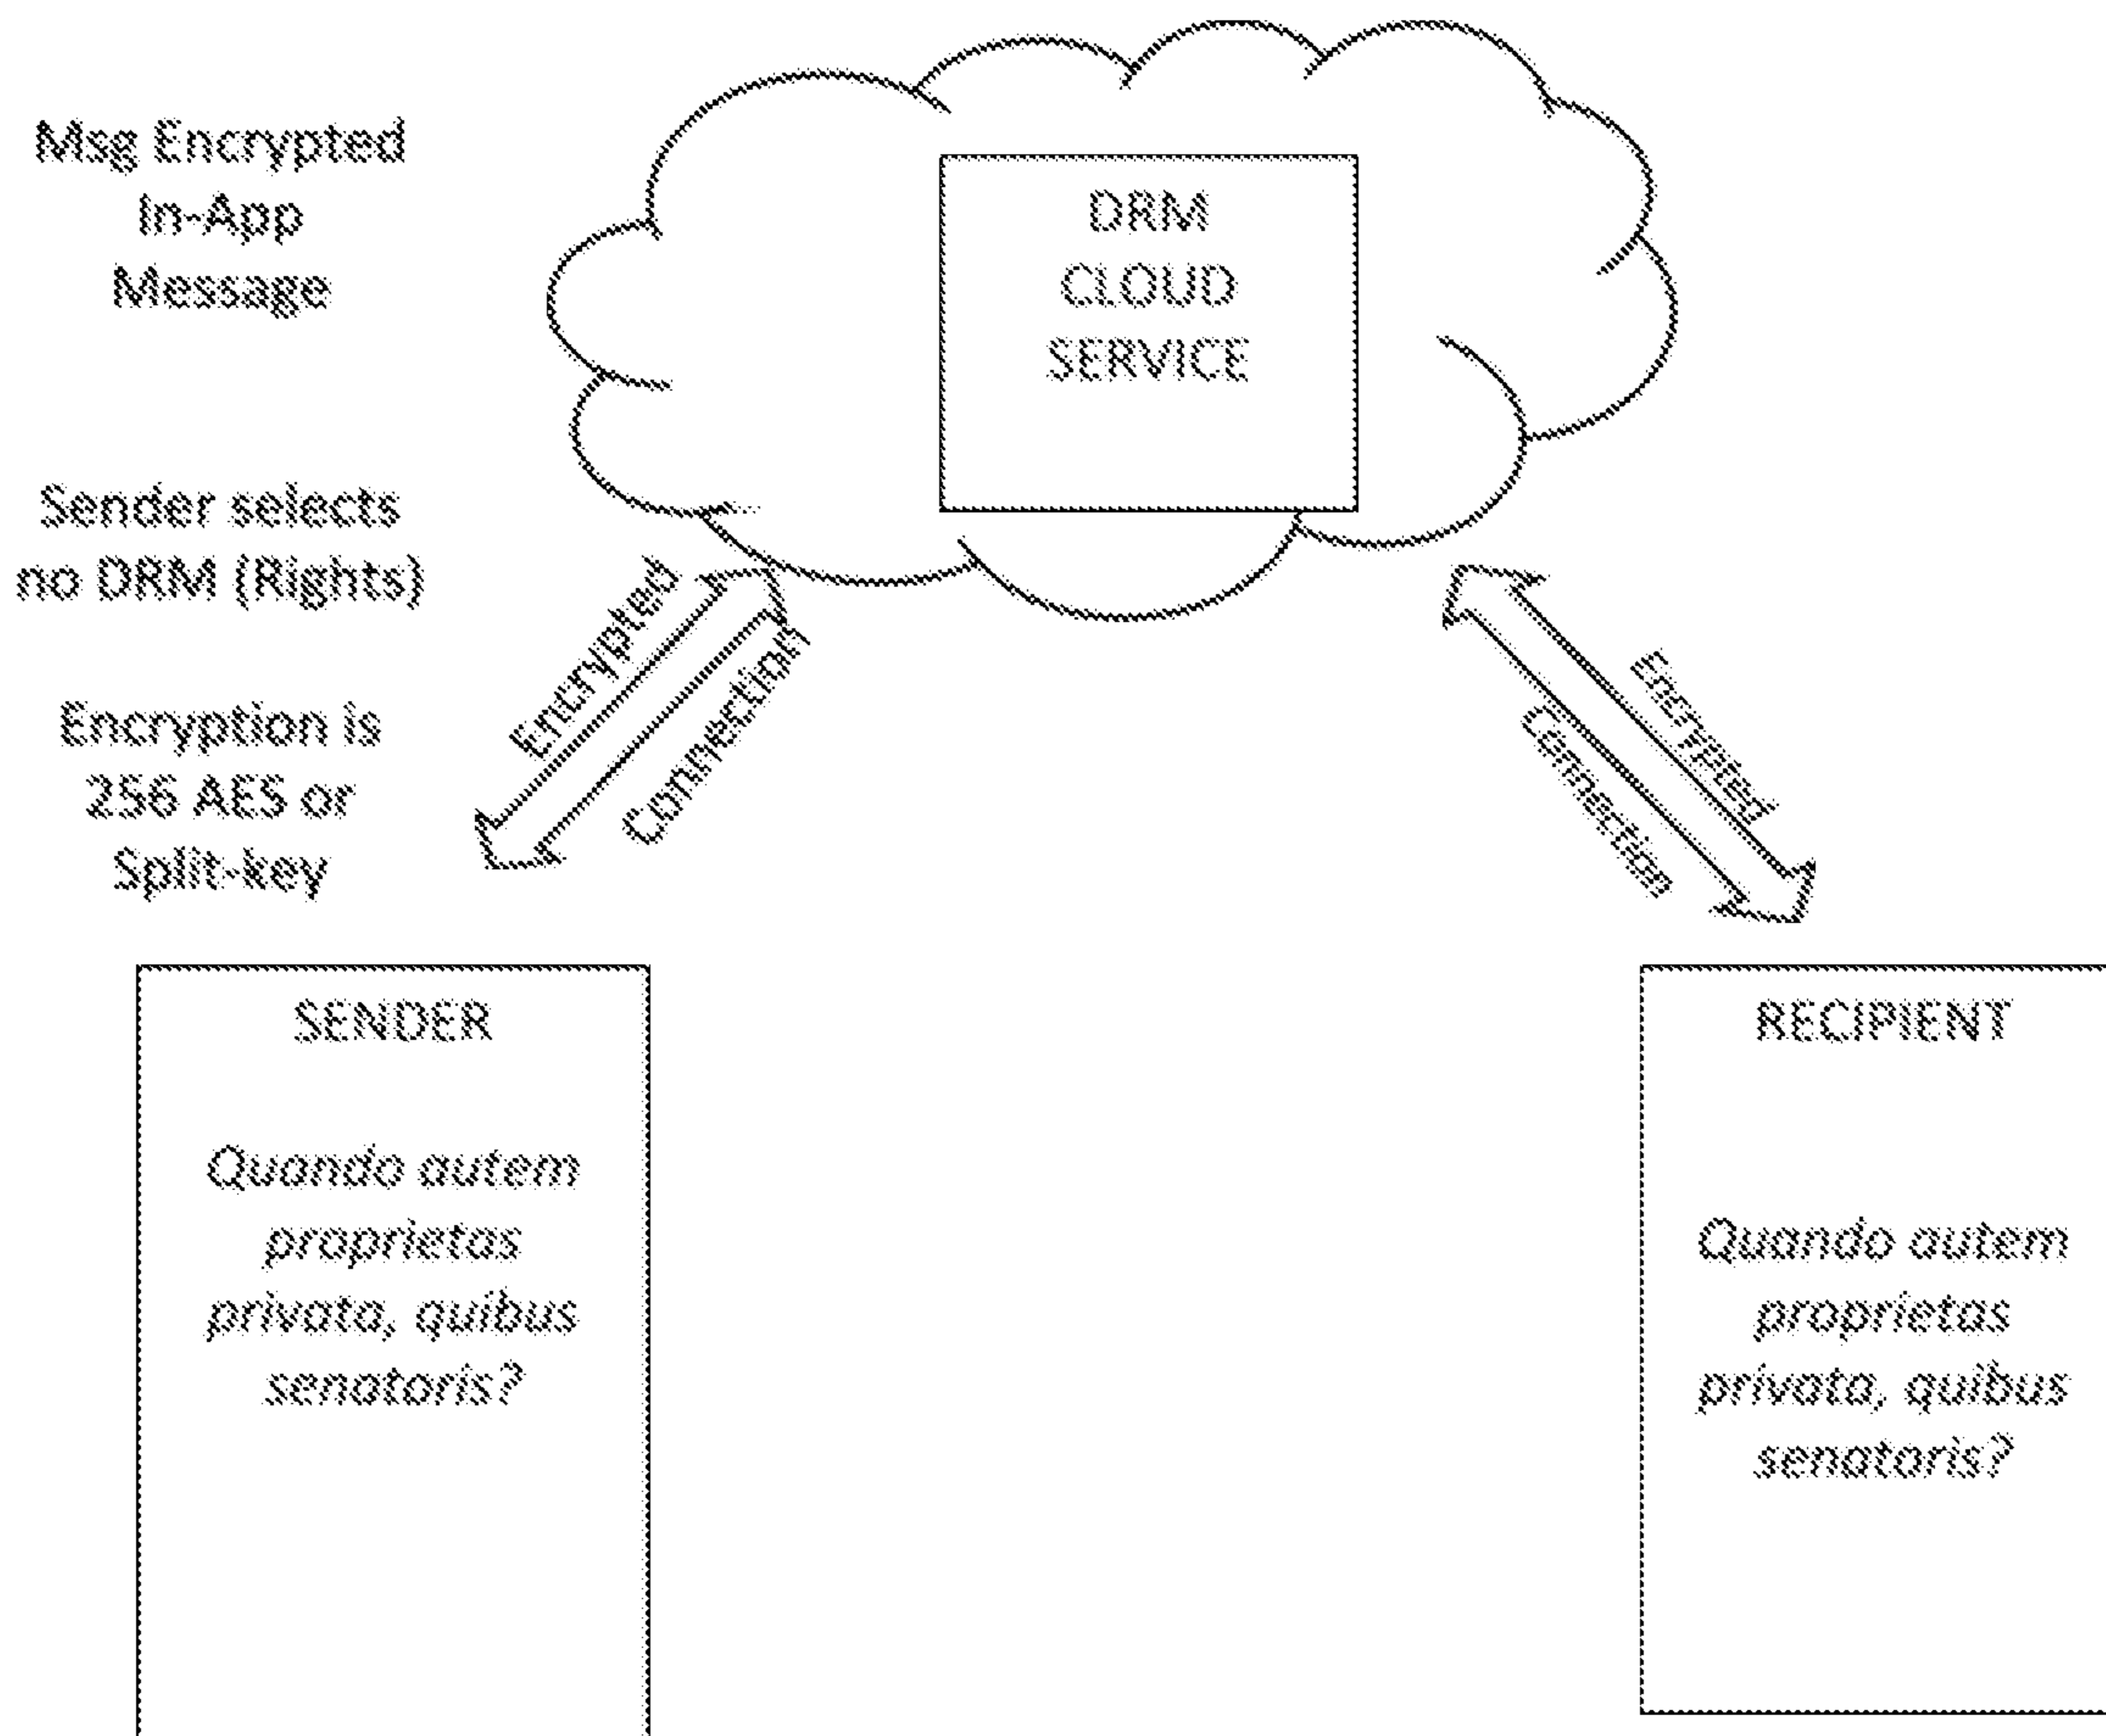 Msg Encrypted
In-App
Message
Sender selects
no DRM (Rights)
Encryption is
256 AES or
Split-key
DRM
CLOUD
SERVICE
Encrypted
Connection
Encrypted
Connection
SENDER
Quando autem
proprietas
privata, quibus
senatoris?
RECIPIENT
Quando autem
proprietas
privata, quibus
senatoris?